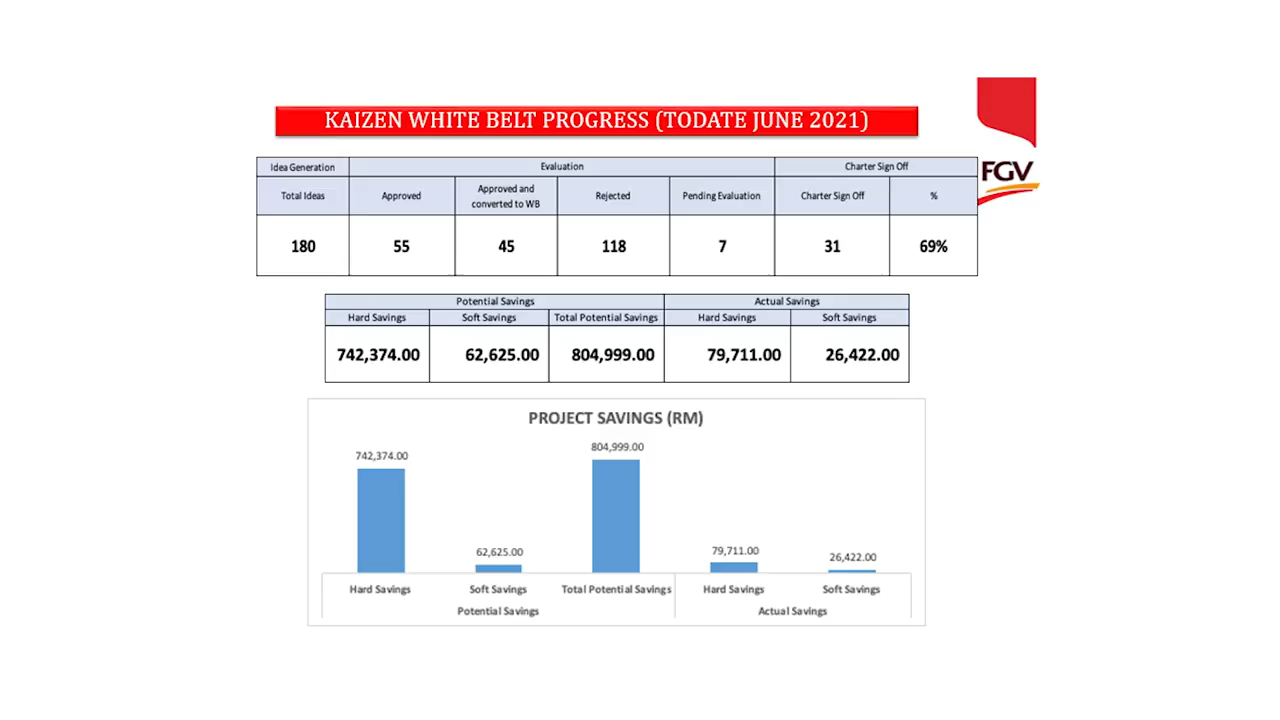 KAIZEN WHITE BELT PROGRESS (TODATE JUNE 2021)
FGV
Idea Generation Evaluation Charter Sign Off
Total Ideas Approved Approved and converted to WB Rejected Pending Evaluation Charter Sign Off %
180 55 45 118 7 31 69%
Potential Savings Actual Savings
Hard Savings Soft Savings Total Potential Savings Hard Savings Soft Savings
742,374.00 62,625.00 804,999.00 79,711.00 26,422.00
PROJECT SAVINGS (RM)
742,374.00 62,625.00 804,999.00 79,711.00 26,422.00
Hard Savings Soft Savings Total Potential Savings Hard Savings Soft Savings
Potential Savings Actual Savings